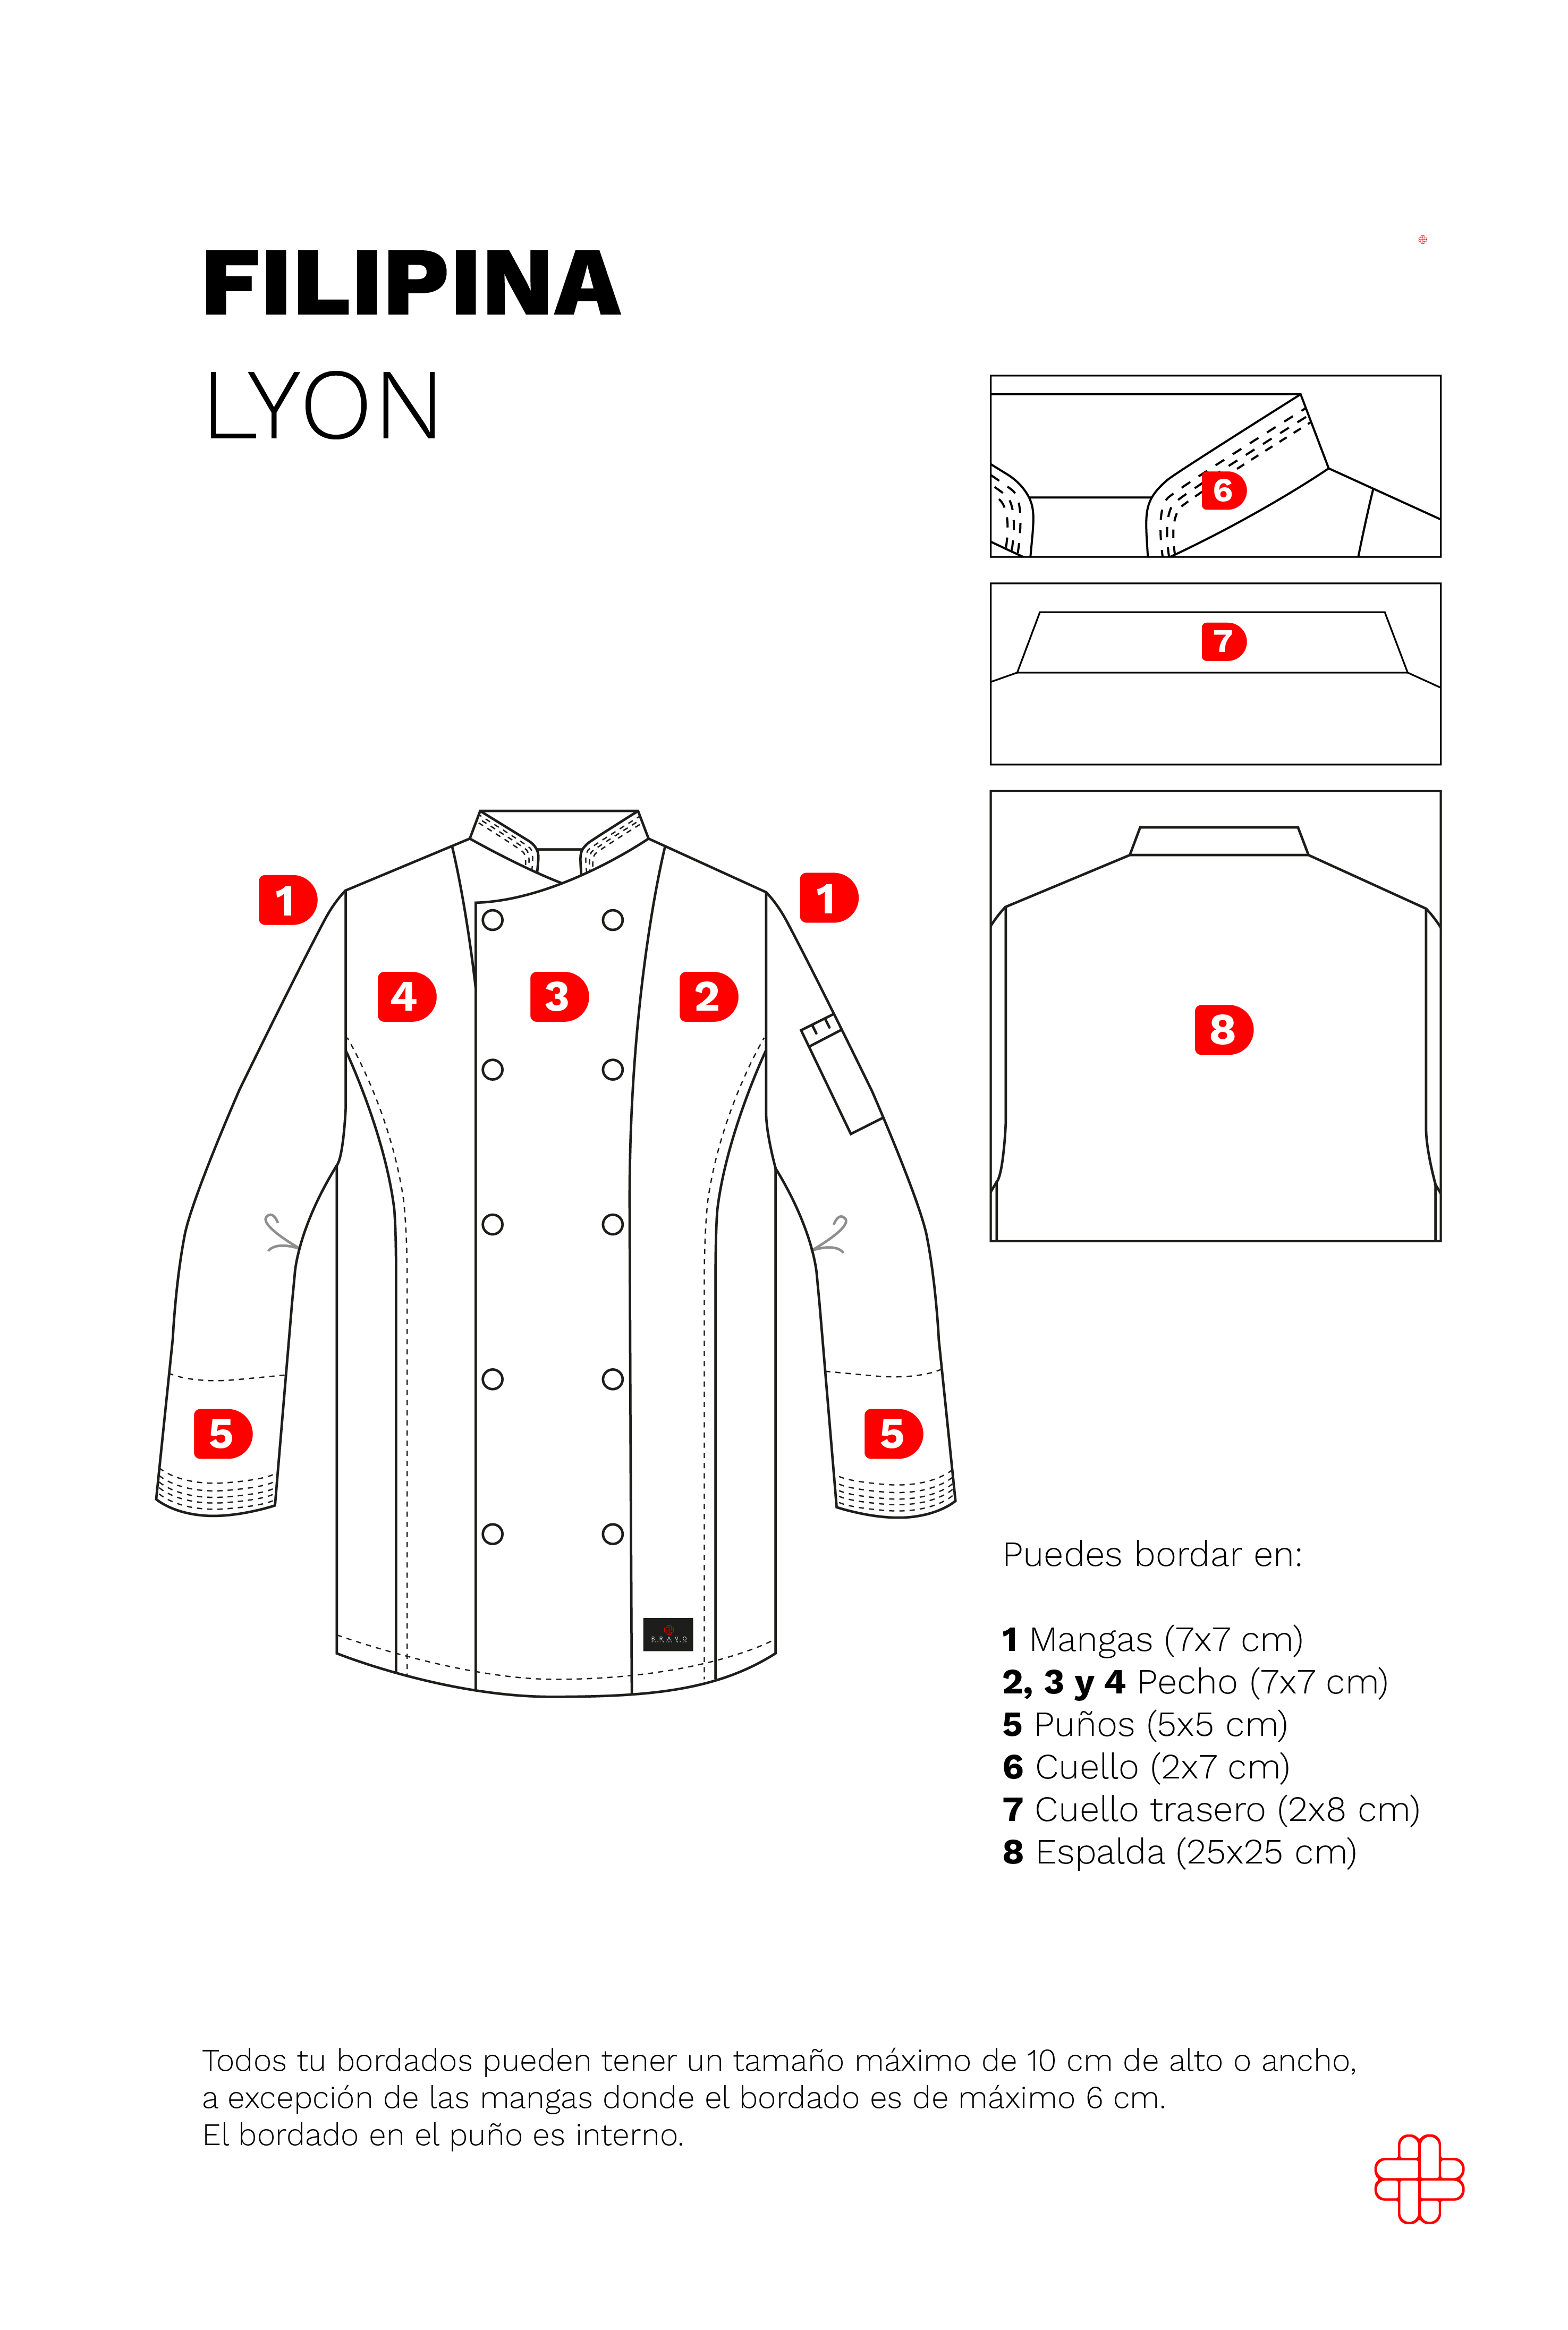 FILIPINA
LYON
6
7
1
1
4
3
2
8
5
5
BRAVO
Puedes bordar en:
1 Mangas (7x7 cm)
2, 3 y 4 Pecho (7x7 cm)
5 Puños (5x5 cm)
6 Cuello (2x7 cm)
7 Cuello trasero (2x8 cm)
8 Espalda (25x25 cm)
Todos tu bordados pueden tener un tamaño máximo de 10 cm de alto o ancho,
a excepción de las mangas donde el bordado es de máximo 6 cm.
El bordado en el puño es interno.